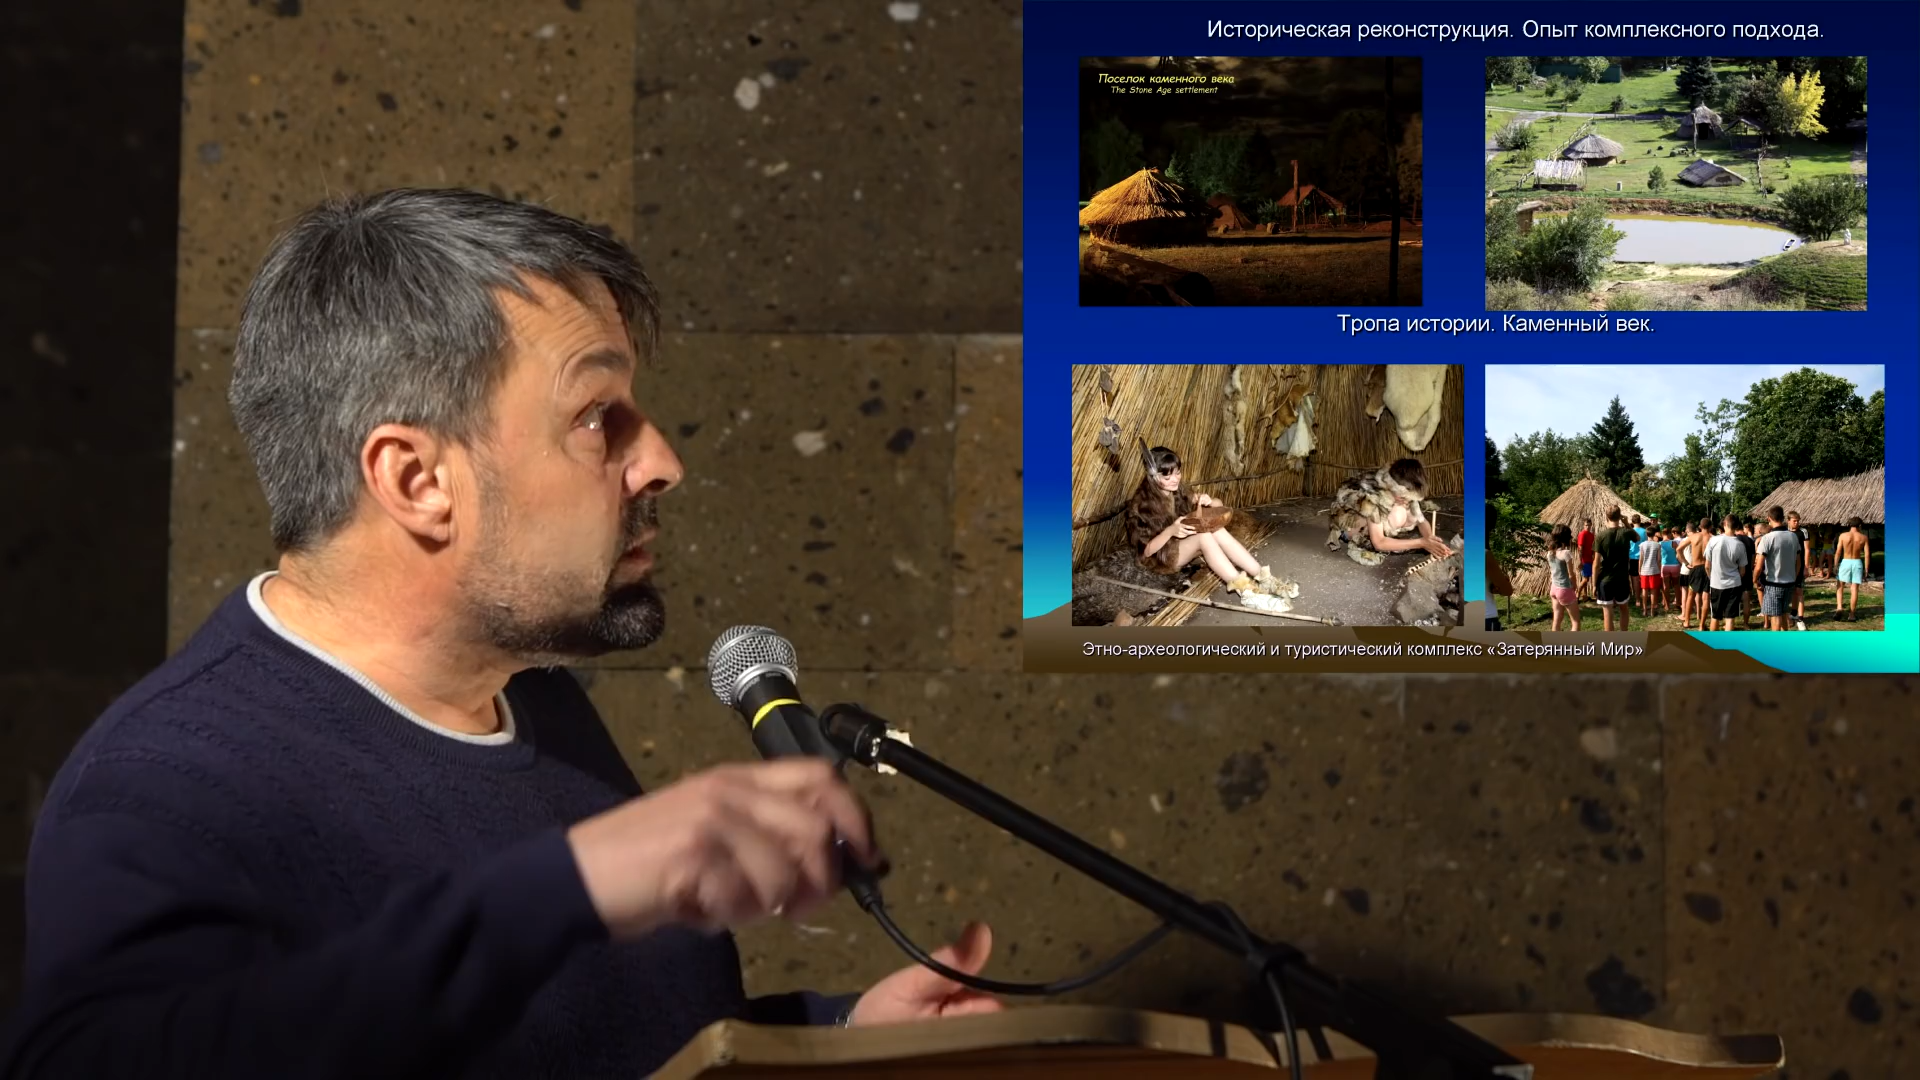 Историческая реконструкция. Опыт комплексного подхода.
Поселок каменного века
The Stone Age settlement
Тропа истории. Каменный век.
Этно-археологический и туристический комплекс «Затерянный Мир»